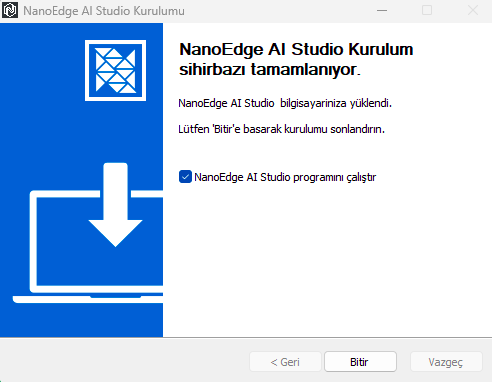 NanoEdge AI Studio Kurulumu
NanoEdge AI Studio Kurulum
sihirbazı tamamlanıyor.
NanoEdge AI Studio bilgisayariniza yüklendi.
Lütfen 'Bitir'e basarak kurulumu sonlandırın.
NanoEdge AI Studio programını çalıştır
< Geri
Bitir
Vazgeç